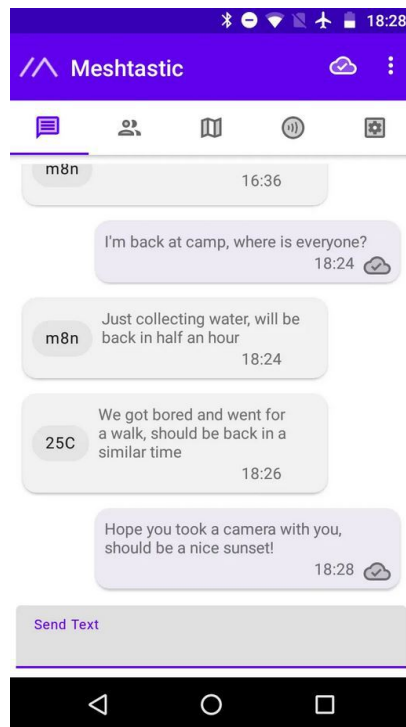 18:28
Meshtastic
m8n
16:36
I'm back at camp, where is everyone?
18:24
Just collecting water, will be
m8n
back in half an hour
18:24
We got bored and went for
25C
a walk, should be back in a
similar time
18:26
Hope you took a camera with you,
should be a nice sunset!
18:28
Send Text